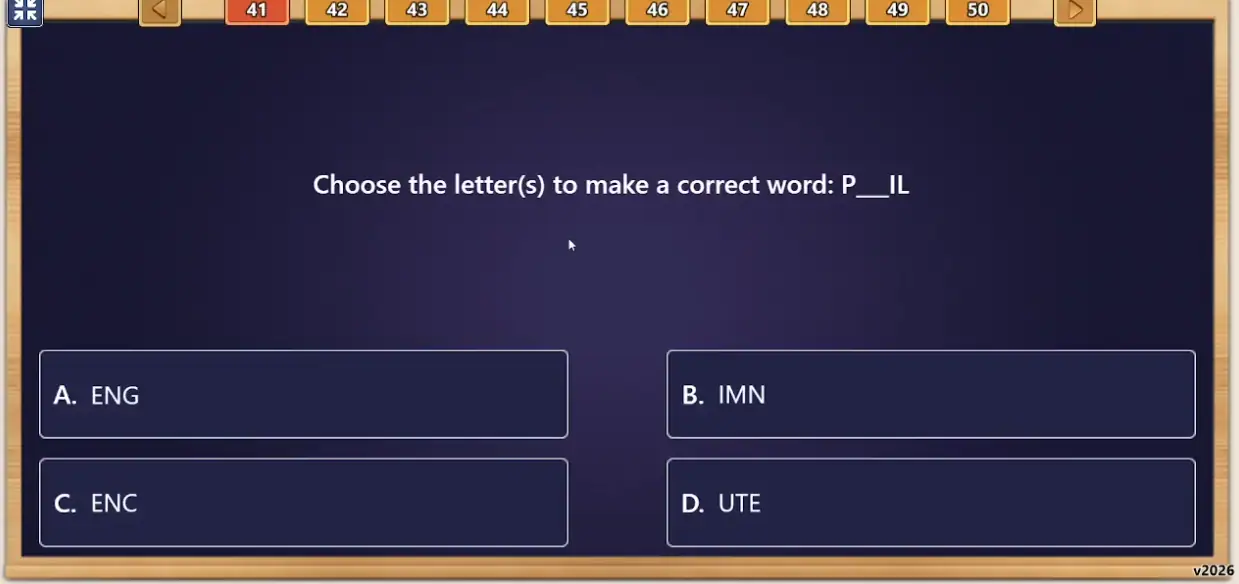 41 42 43 44 45 46 47 48 49 50
Choose the letter(s) to make a correct word: P___IL
A. ENG
B. IMN
C. ENC
D. UTE
v2026